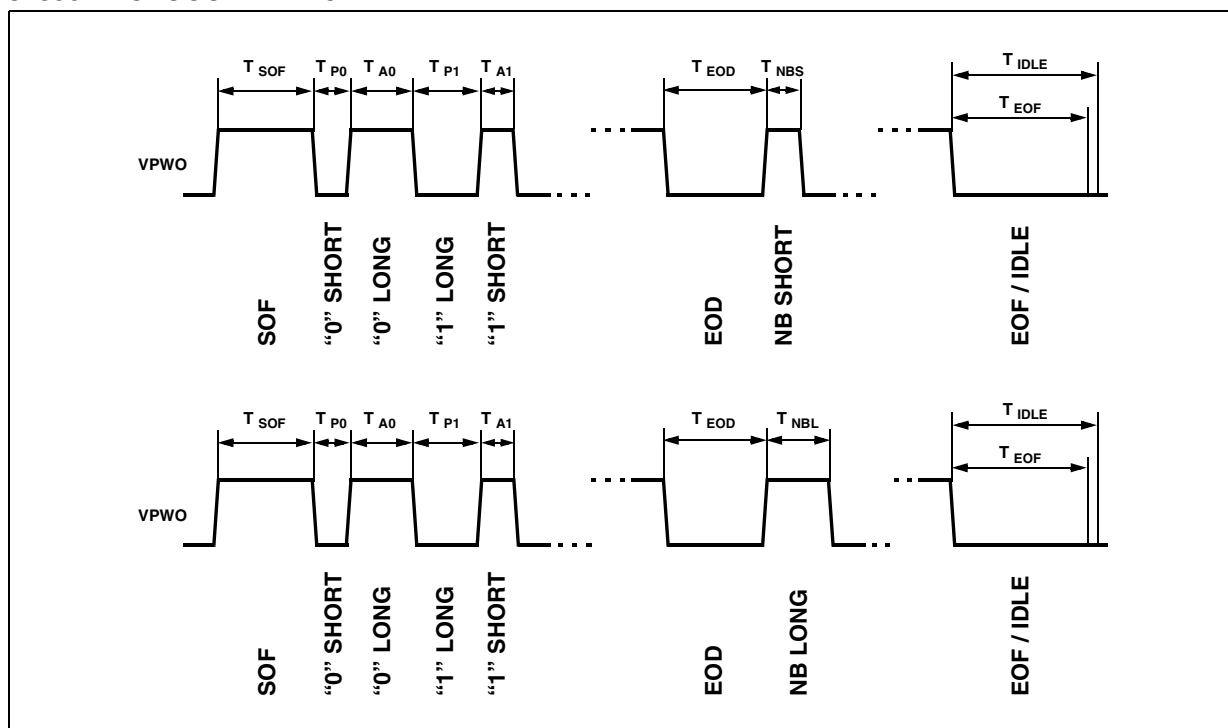 T SOF T P0 T A0 T P1 T A1 T EOD T NBS T IDLE
T EOF
VPWO
SOF "0" SHORT "0" LONG "1" LONG "1" SHORT EOD NB SHORT EOF / IDLE
T SOF T P0 T A0 T P1 T A1 T EOD T NBL T IDLE
T EOF
VPWO
SOF "0" SHORT "0" LONG "1" LONG "1" SHORT EOD NB LONG EOF / IDLE